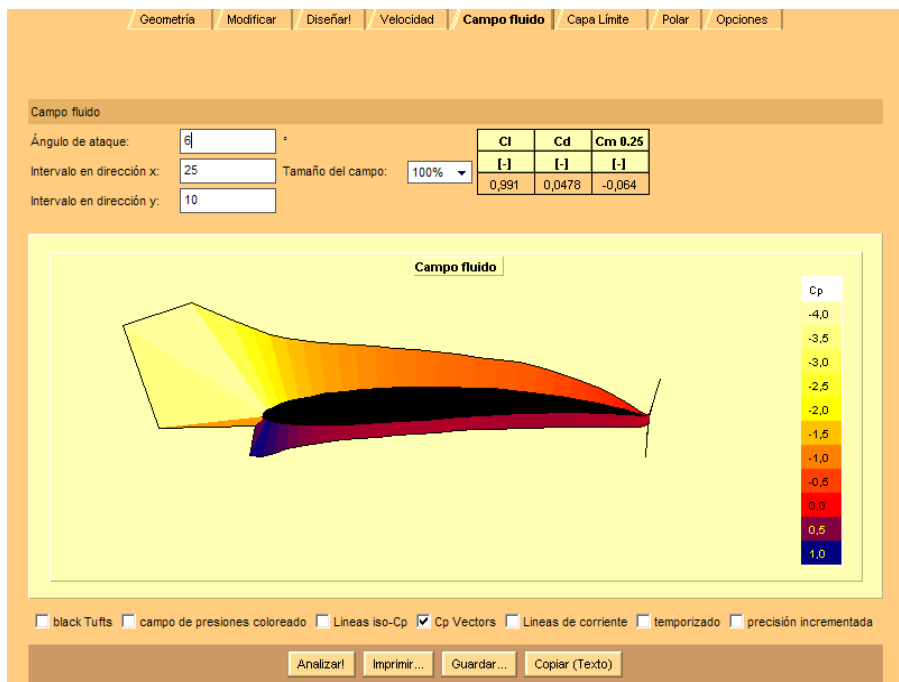 Geometría Modificar Diseñar! Velocidad Campo fluido Capa Límite Polar Opciones
Campo fluido
Ángulo de ataque: 6 ° Cl Cd Cm 0.25
Intervalo en dirección x: 25 Tamaño del campo: 100% [-] [-] [-]
0,991 0,0478 -0,064
Intervalo en dirección y: 10
Campo fluido
Cp
-4,0
-3,5
-3,0
-2,5
-2,0
-1,5
-1,0
-0,5
0,0
0,5
1,0
black Tufts campo de presiones coloreado Lineas iso-Cp Cp Vectors Lineas de corriente temporizado precisión incrementada
Analizar! Imprimir... Guardar... Copiar (Texto)